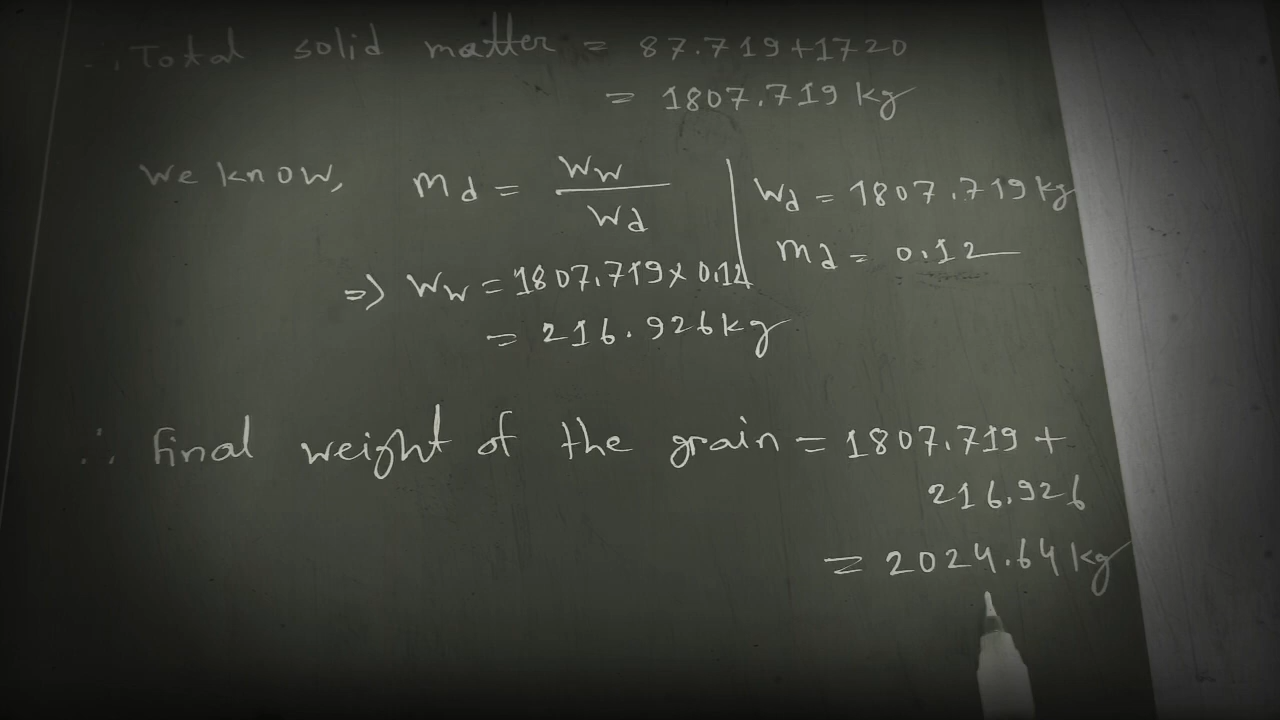 ∴ Total solid matter = 87.719+1720
= 1807.719 kg
We know, md = Ww / Wd | Wd = 1807.719 kg
md = 0.12
=> Ww = 1807.719 x 0.12
= 216.926 kg
∴ Final weight of the grain = 1807.719 +
216.926
= 2024.64 kg